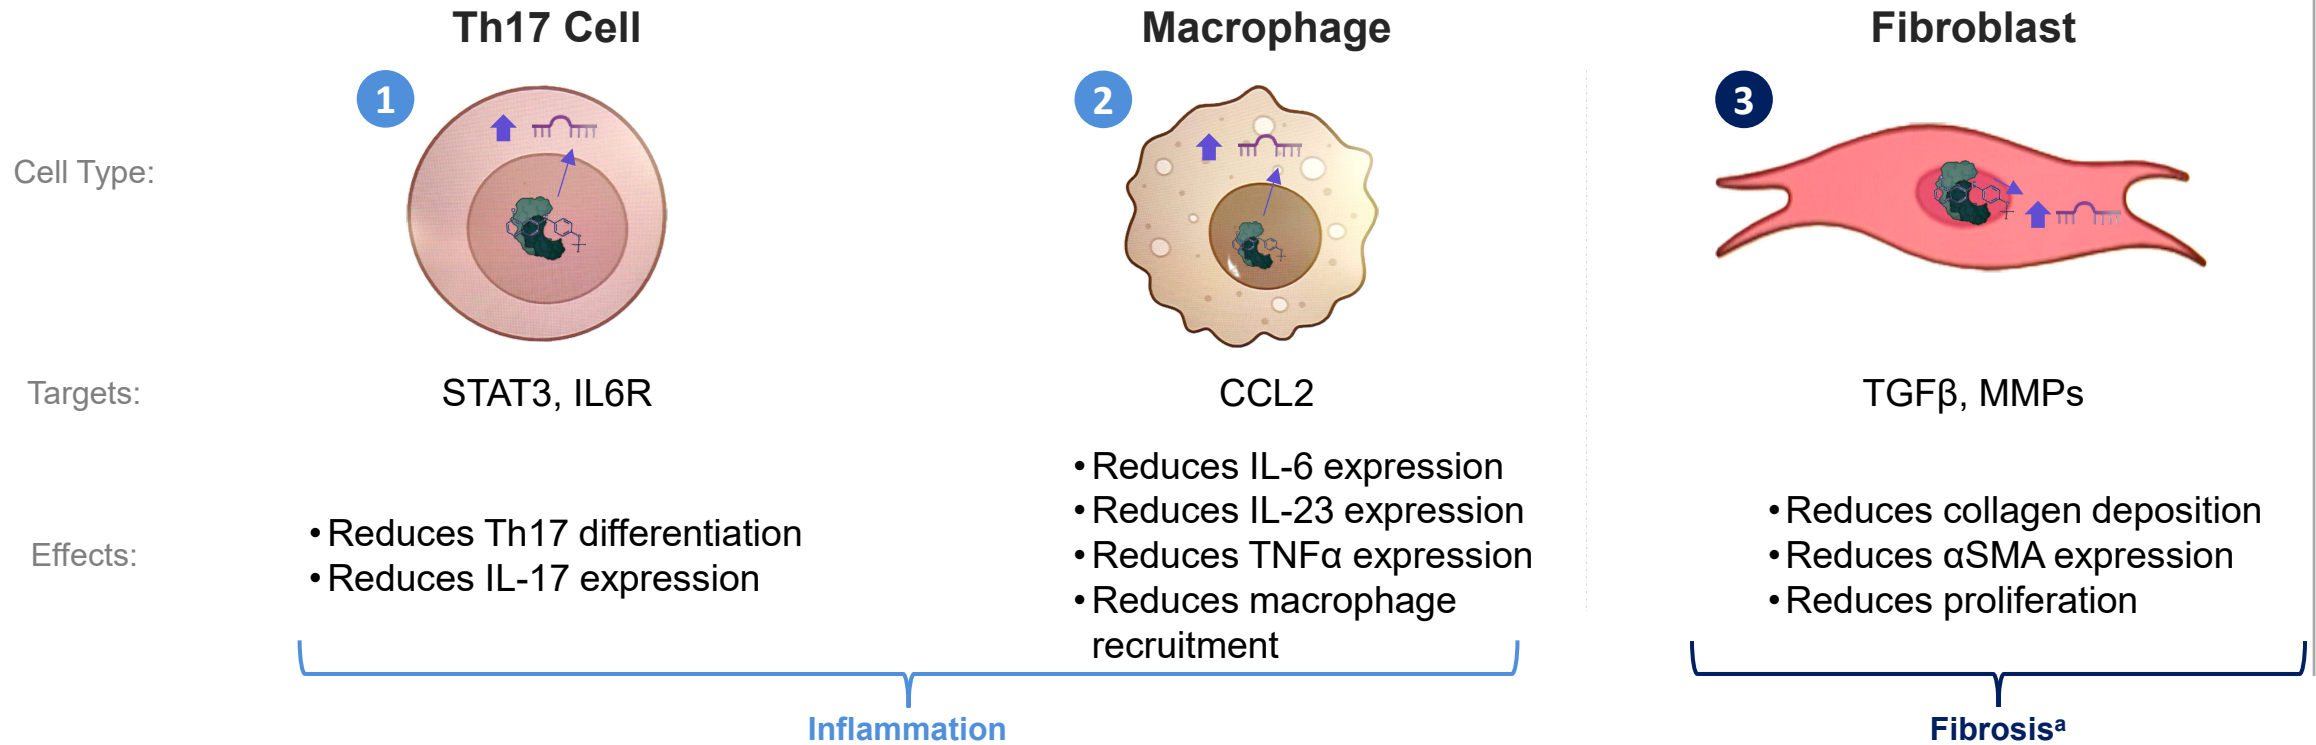 Th17 Cell
Macrophage
Fibroblast
1
2
3
Cell Type:
Targets:
STAT3, IL6R
CCL2
TGFβ, MMPs
Effects:
•Reduces Th17 differentiation
•Reduces IL-17 expression
•Reduces IL-6 expression
•Reduces IL-23 expression
•Reduces TNFα expression
•Reduces macrophage
recruitment
•Reduces collagen deposition
•Reduces αSMA expression
•Reduces proliferation
Inflammation
Fibrosisᵃ